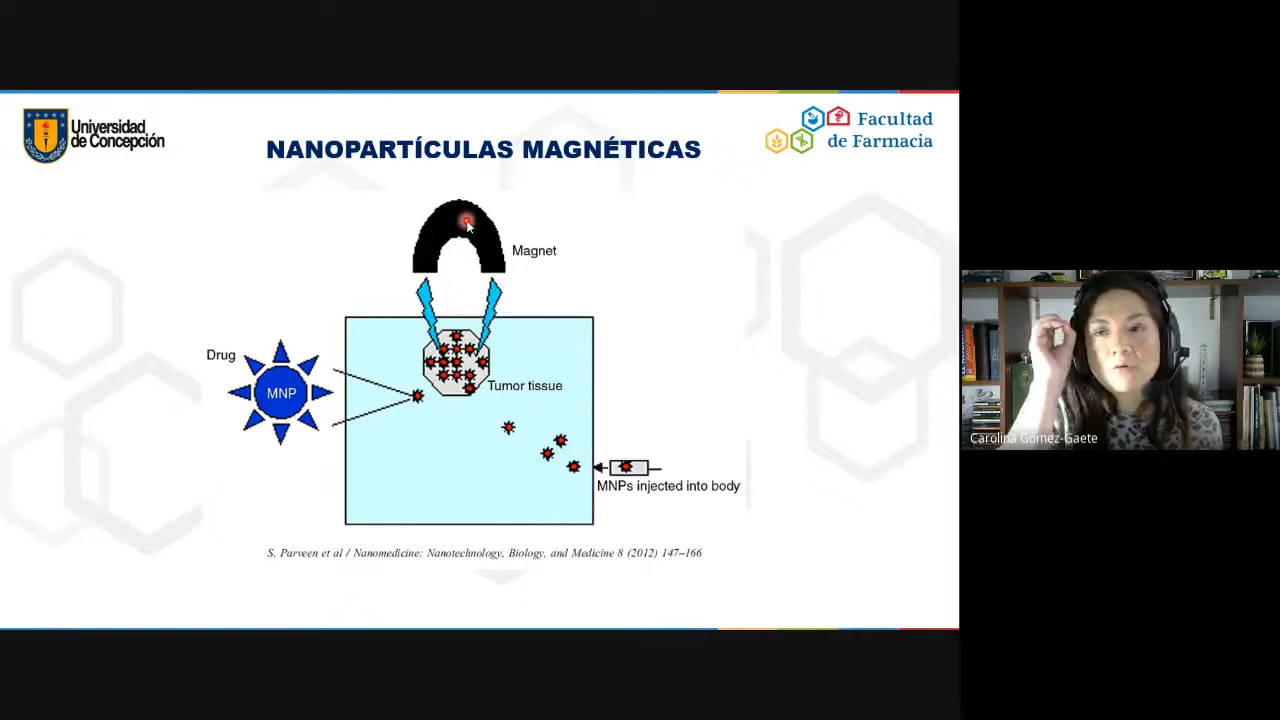 Universidad
de Concepción
NANOPARTÍCULAS MAGNÉTICAS
Facultad
de Farmacia
Magnet
Drug
MNP
Tumor tissue
MNPs injected into body
S. Parveen et al / Nanomedicine: Nanotechnology, Biology, and Medicine 8 (2012) 147–166
Carolina Gómez-Gaete